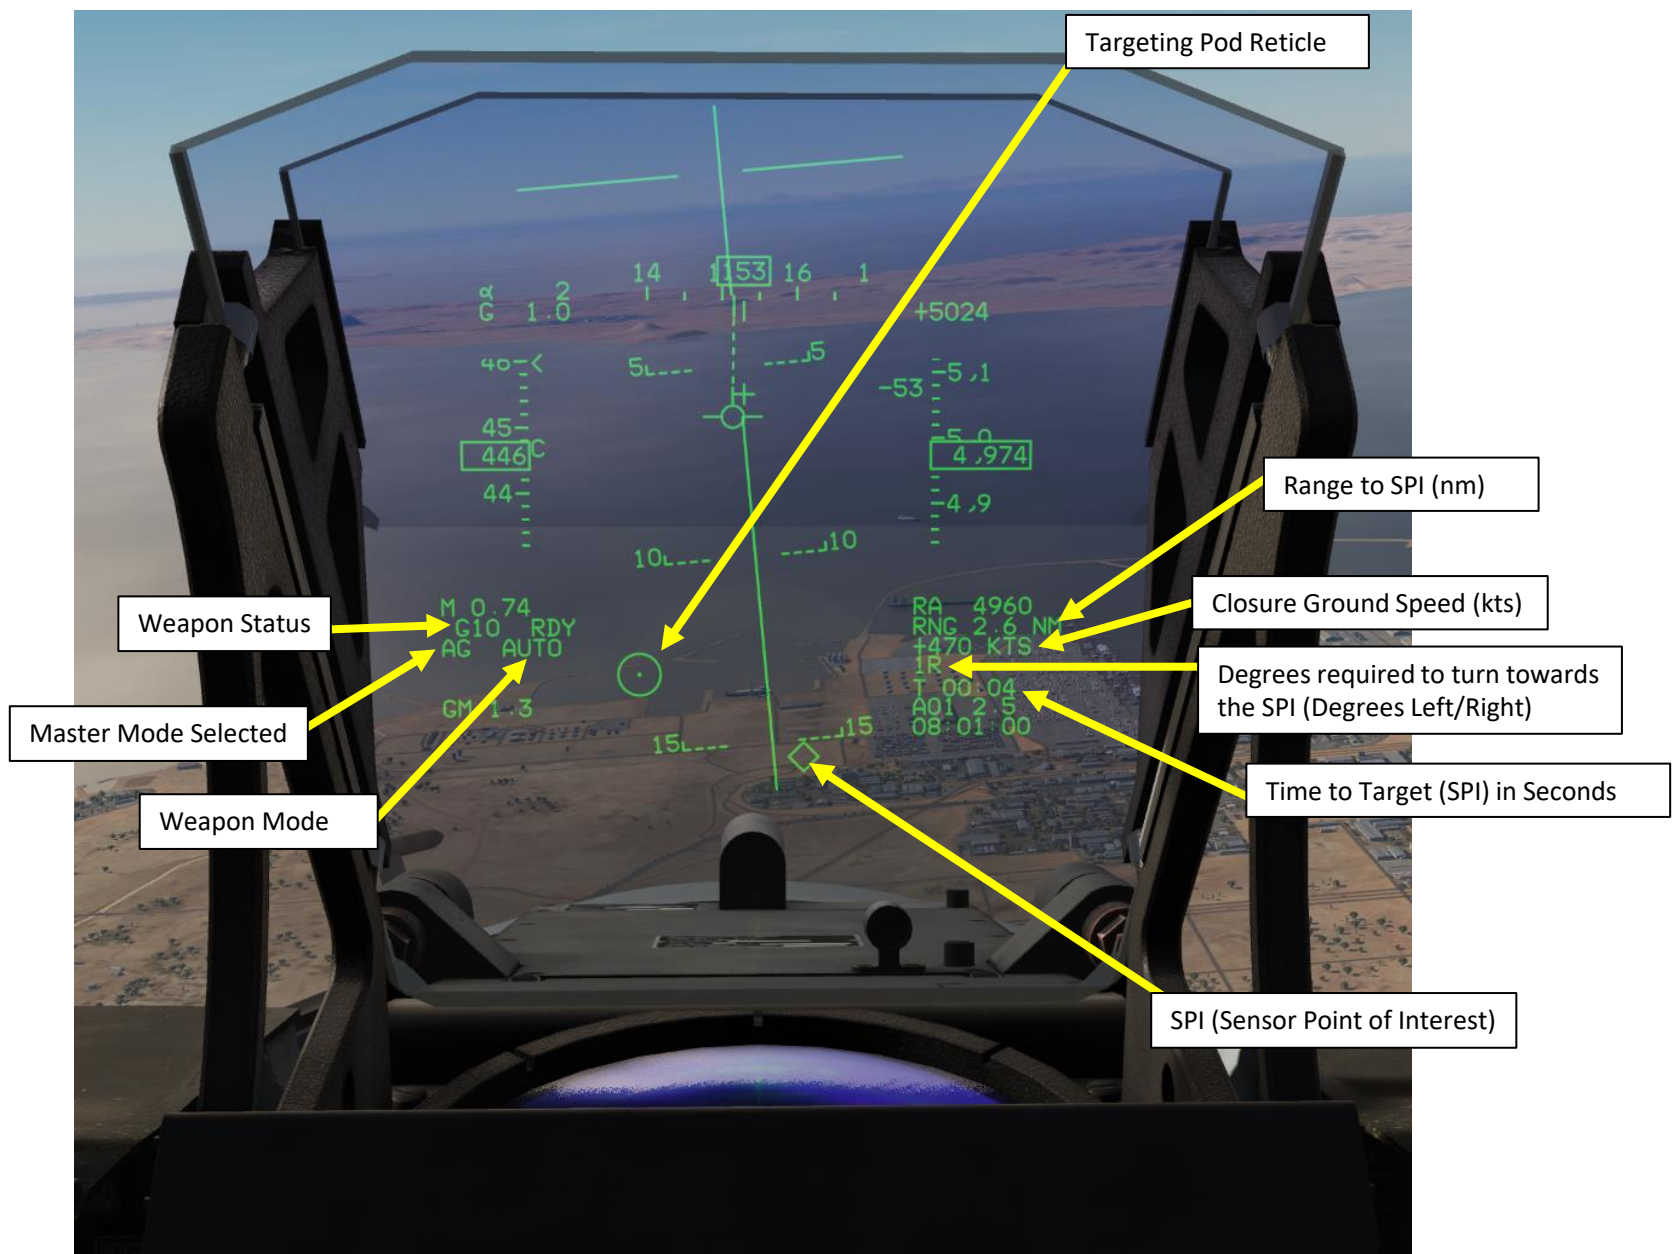 Targeting Pod Reticle
14 1 153 16 1
α 2
G 1.0
+5024
5 5
46 <
-53 -5,1
45
C
5,0
446
4,974
44
-4,9
Range to SPI (nm)
10 10
Closure Ground Speed (kts)
Weapon Status
M 0.74
G10 RDY
AG AUTO
GM 1.3
RA 4960
RNG 2.6 NM
+470 KTS
1R
T 00:04
A01 2.5
08:01:00
Degrees required to turn towards
the SPI (Degrees Left/Right)
Master Mode Selected
15 15
Time to Target (SPI) in Seconds
Weapon Mode
SPI (Sensor Point of Interest)